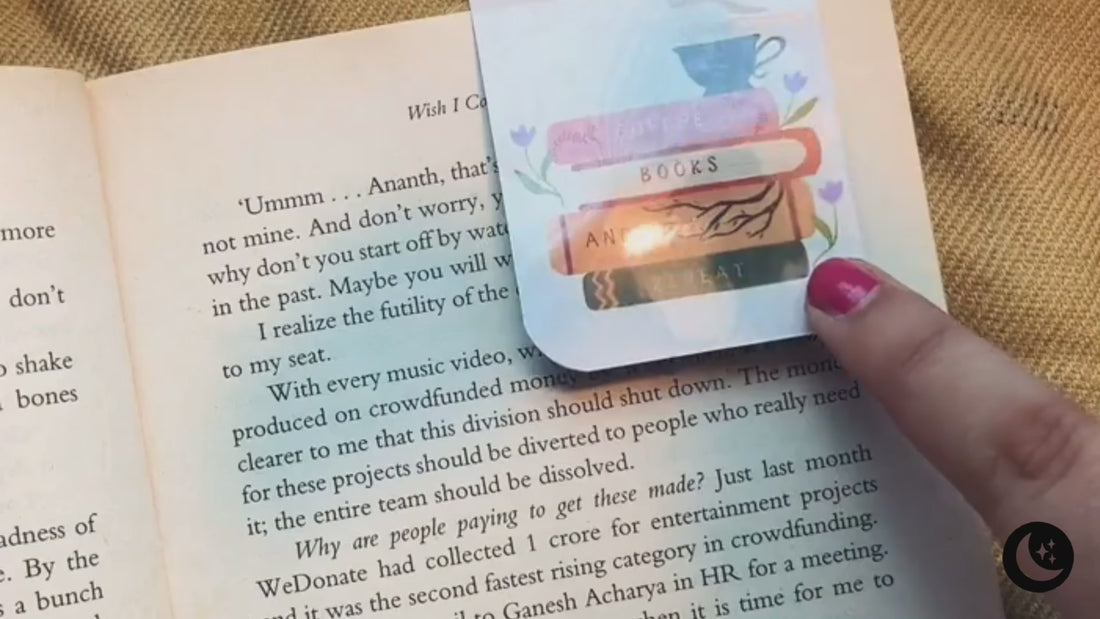 more
don't
shake
bones
adness of
By the
s a bunch
Wish I Co
'Ummm . . . Ananth, that's
not mine. And don't worry, y
why don't you start off by wat
in the past. Maybe you will w
I realize the futility of the
to my seat.
With every music video, w
produced on crowdfunded money
clearer to me that this division should shut down. The mone
for these projects should be diverted to people who really need
it; the entire team should be dissolved.
Why are people paying to get these made? Just last month
WeDonate had collected 1 crore for entertainment projects
and it was the second fastest rising category in crowdfunding.
to Ganesh Acharya in HR for a meeting.
when it is time for me to
BOOKS
REPEAT